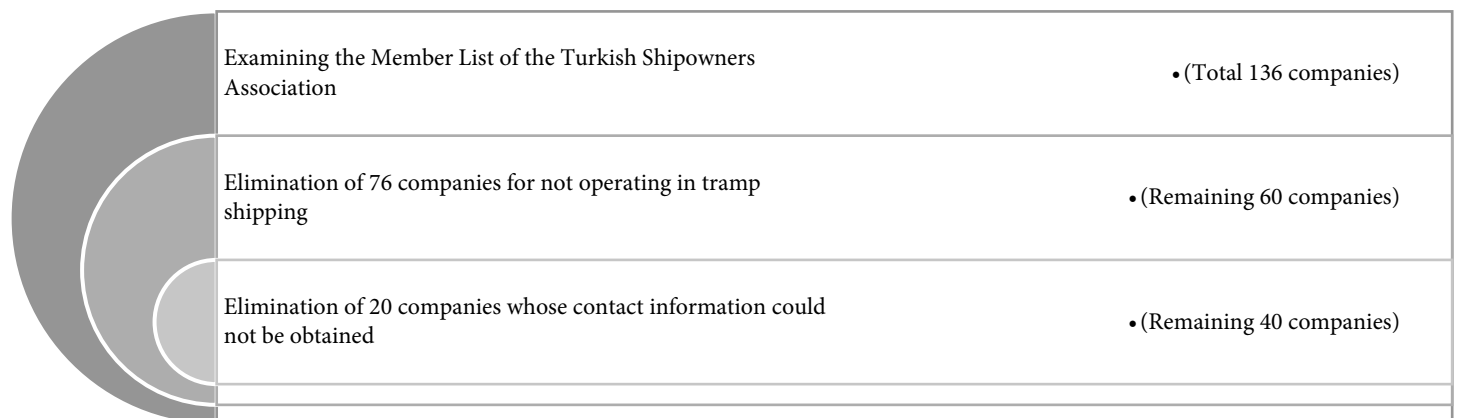 Examining the Member List of the Turkish Shipowners
Association
• (Total 136 companies)
Elimination of 76 companies for not operating in tramp
shipping
• (Remaining 60 companies)
Elimination of 20 companies whose contact information could
not be obtained
• (Remaining 40 companies)